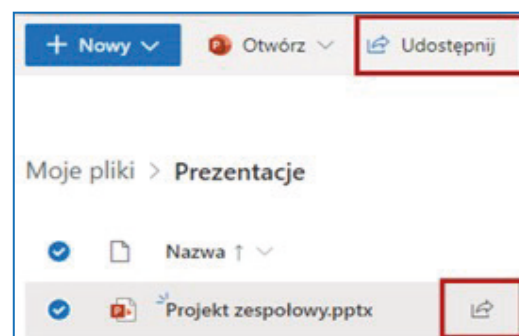 + Nowy Otwórz Udostępnij
Moje pliki > Prezentacje
Nazwa ↑
Projekt zespołowy.pptx